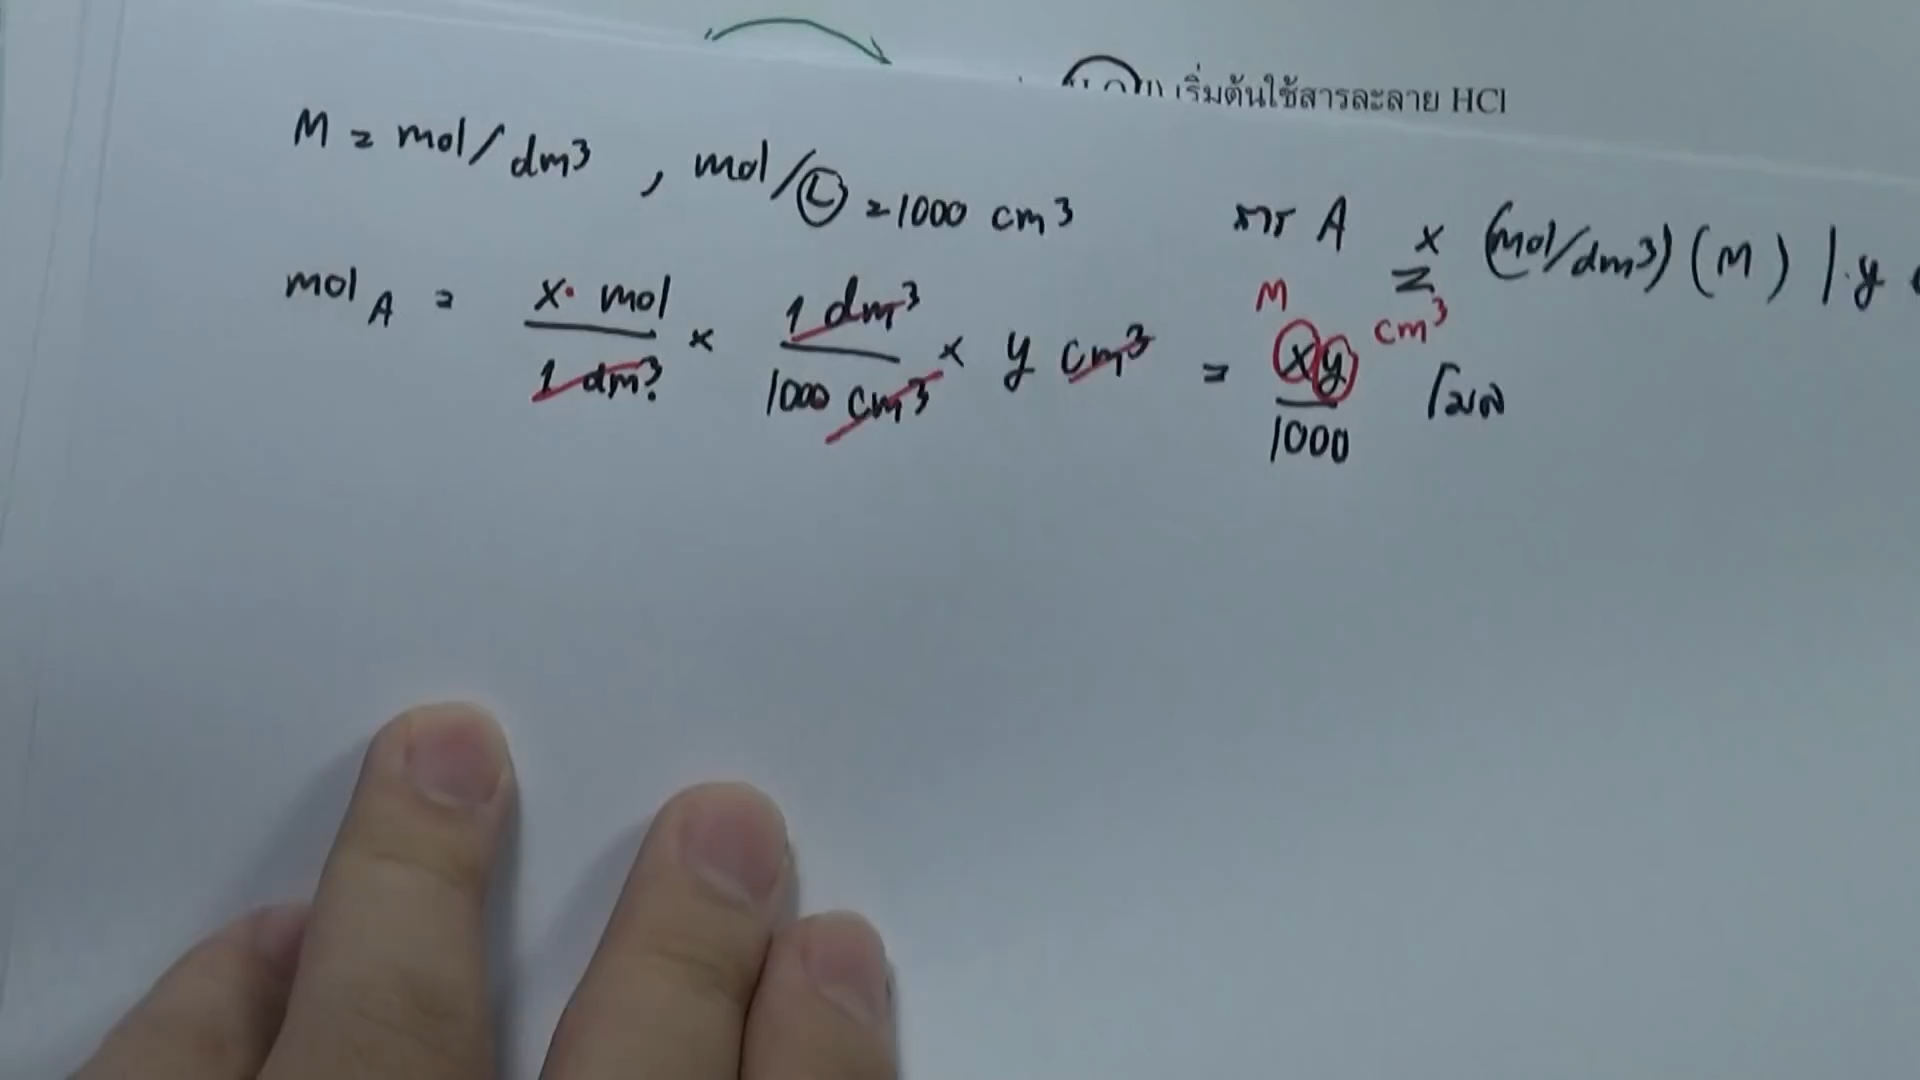 เริ่มต้นใช้สารละลาย HCl
M = mol/dm³ , mol/L = 1000 cm³
สาร A x (mol/dm³) (M) | y
mol A = x · mol / 1 dm³ × 1 dm³ / 1000 cm³ × y cm³ = xy / 1000 โมล
M cm³